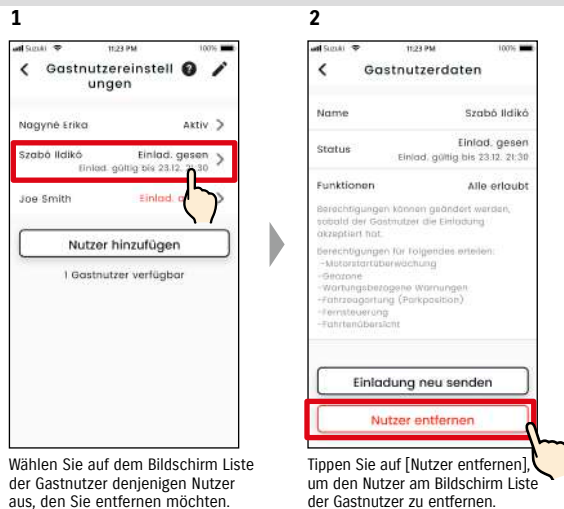 1
Suzuki 11:23 PM 100%
Gastnutzereinstell
ungen
Nagyné Erika Aktiv
Szabó Ildikó Einlad. gesen
Einlad. gültig bis 23.12. 21:30
Joe Smith Einlad.
Nutzer hinzufügen
1 Gastnutzer verfügbar
Wählen Sie auf dem Bildschirm Liste
der Gastnutzer denjenigen Nutzer
aus, den Sie entfernen möchten.
2
Suzuki 11:23 PM 100%
Gastnutzerdaten
Name Szabó Ildikó
Status Einlad. gesen
Einlad. gültig bis 23.12. 21:30
Funktionen Alle erlaubt
Berechtigungen können geändert werden,
sobald der Gastnutzer die Einladung
akzeptiert hat.
Berechtigungen für Folgendes erteilen:
-Motorstartüberwachung
-Geozone
-Wartungsbezogene Warnungen
-Fahrzeugortung (Parkposition)
-Fernsteuerung
-Fahrtenübersicht
Einladung neu senden
Nutzer entfernen
Tippen Sie auf [Nutzer entfernen],
um den Nutzer am Bildschirm Liste
der Gastnutzer zu entfernen.